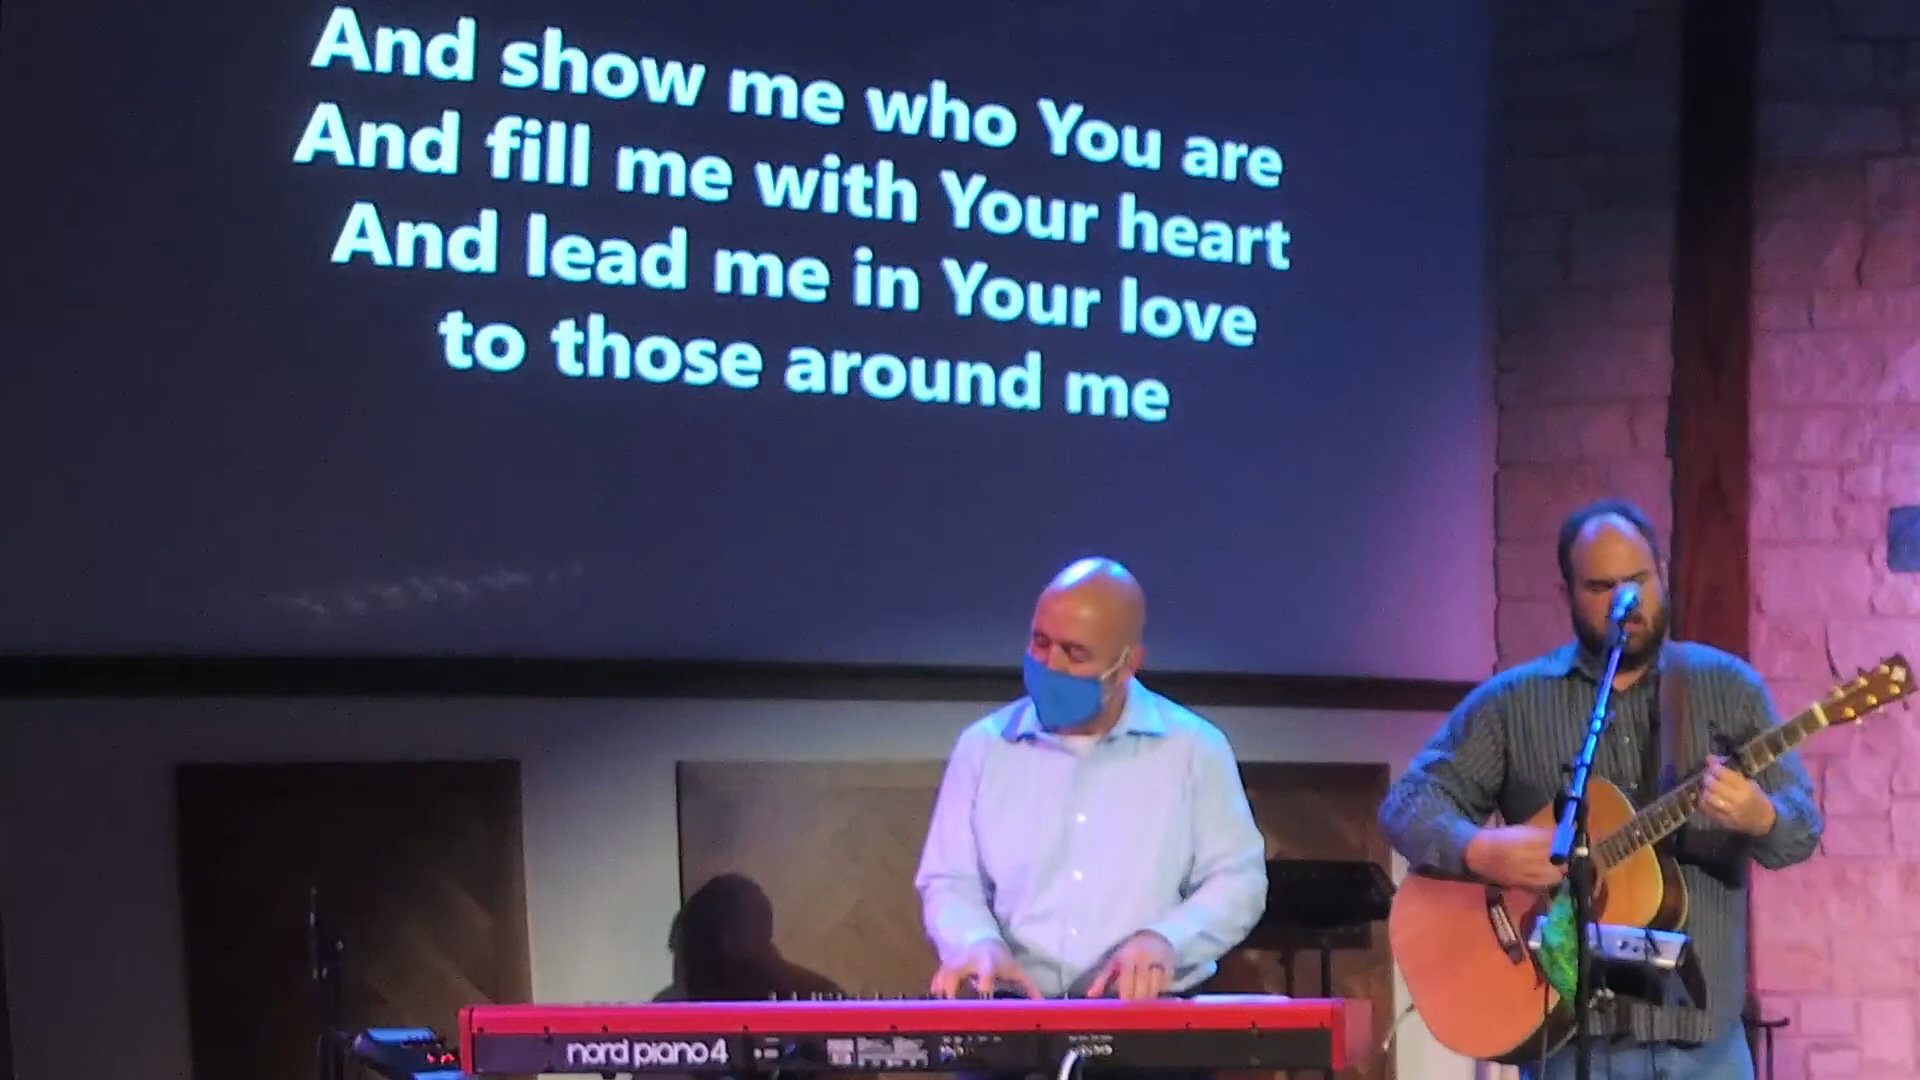 And show me who You are
And fill me with Your heart
And lead me in Your love
to those around me
nord piano 4